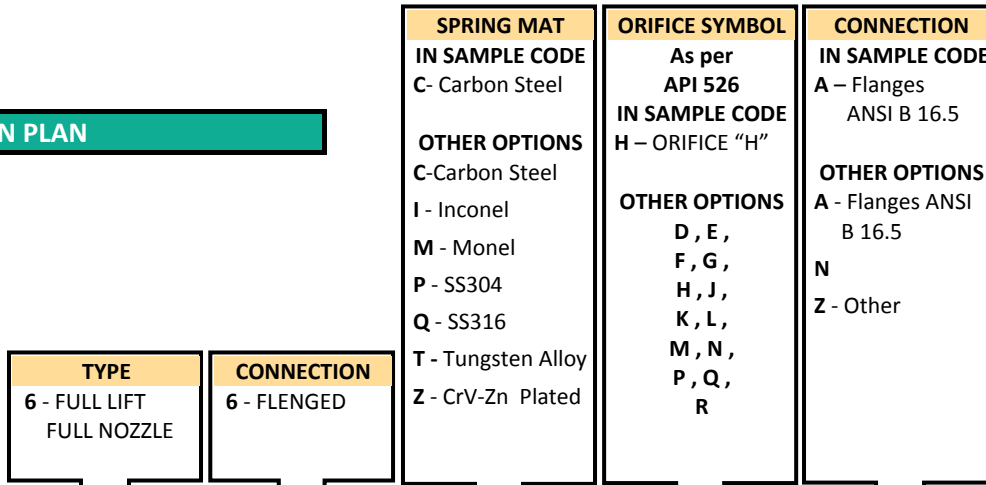 N PLAN
TYPE
6 - FULL LIFT
FULL NOZZLE
CONNECTION
6 - FLENGED
SPRING MAT
IN SAMPLE CODE
C- Carbon Steel
OTHER OPTIONS
C-Carbon Steel
I - Inconel
M - Monel
P - SS304
Q - SS316
T - Tungsten Alloy
Z - CrV-Zn Plated
ORIFICE SYMBOL
As per
API 526
IN SAMPLE CODE
H – ORIFICE “H”
OTHER OPTIONS
D , E ,
F , G ,
H , J ,
K , L ,
M , N ,
P , Q ,
R
CONNECTION
IN SAMPLE CODE
A – Flanges
ANSI B 16.5
OTHER OPTIONS
A - Flanges ANSI
B 16.5
N
Z - Other